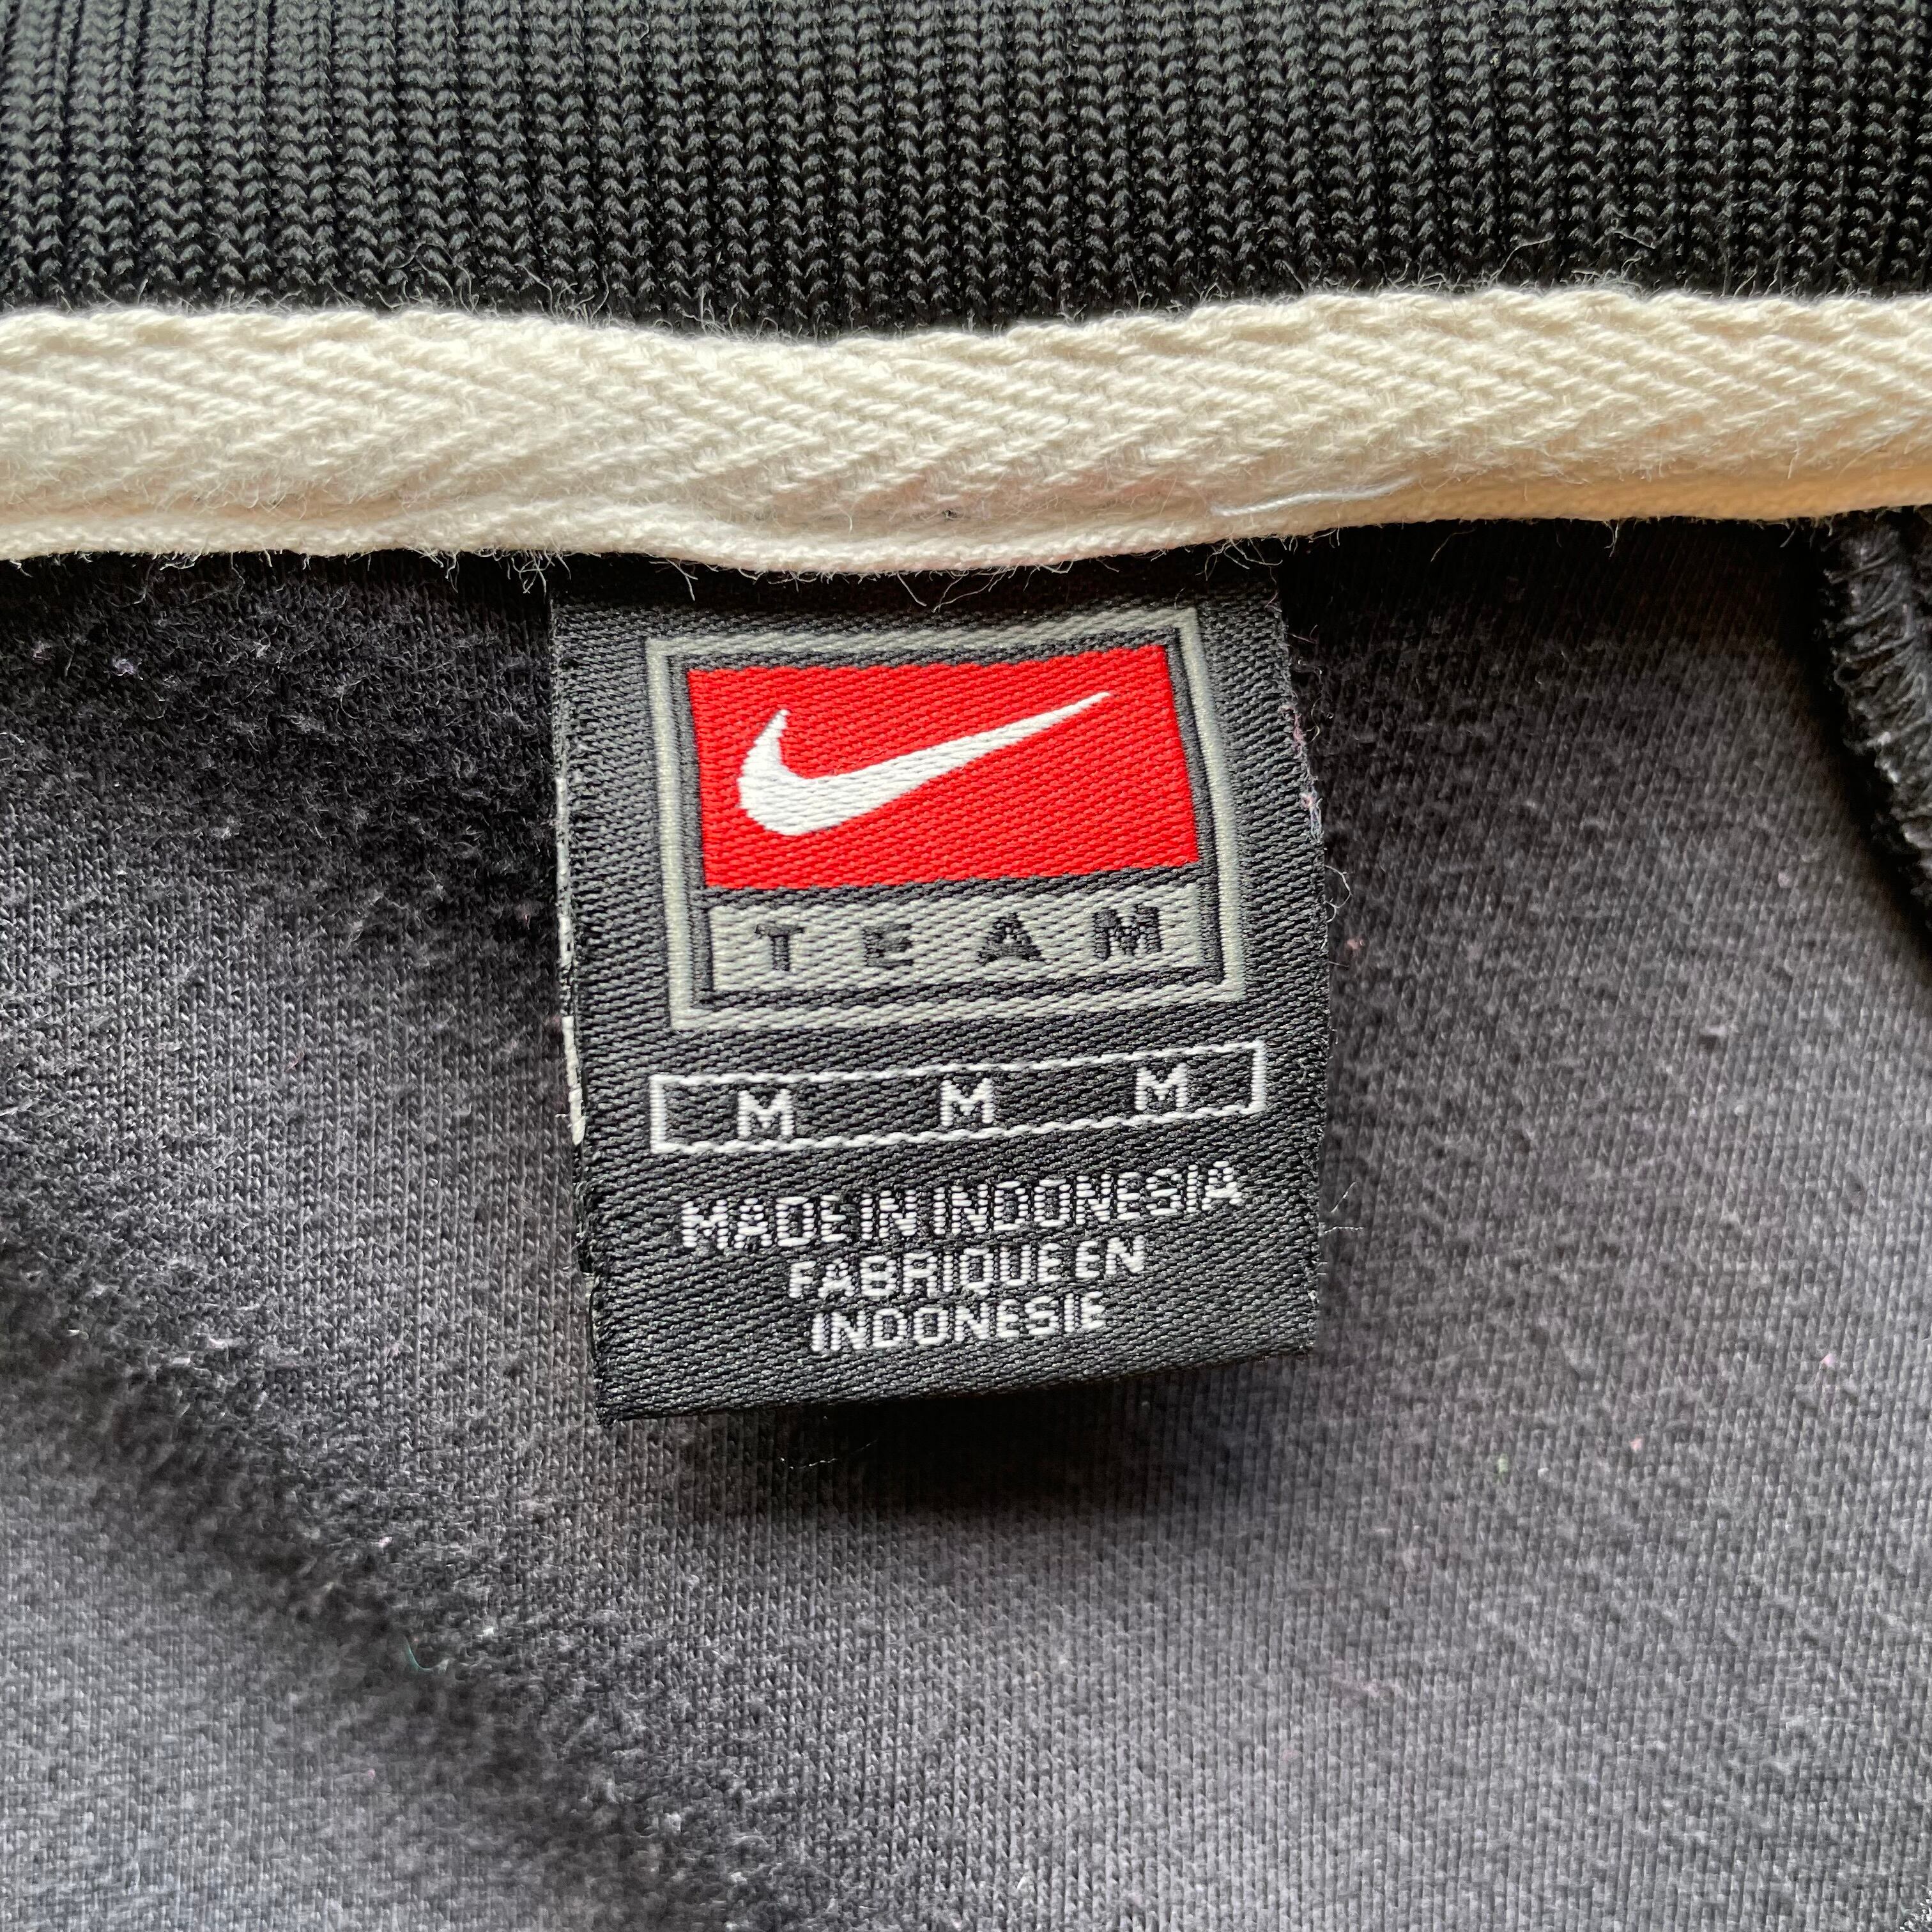 TEAM
M M M
MADE IN INDONESIA
FABRIQUE EN
INDONESIE